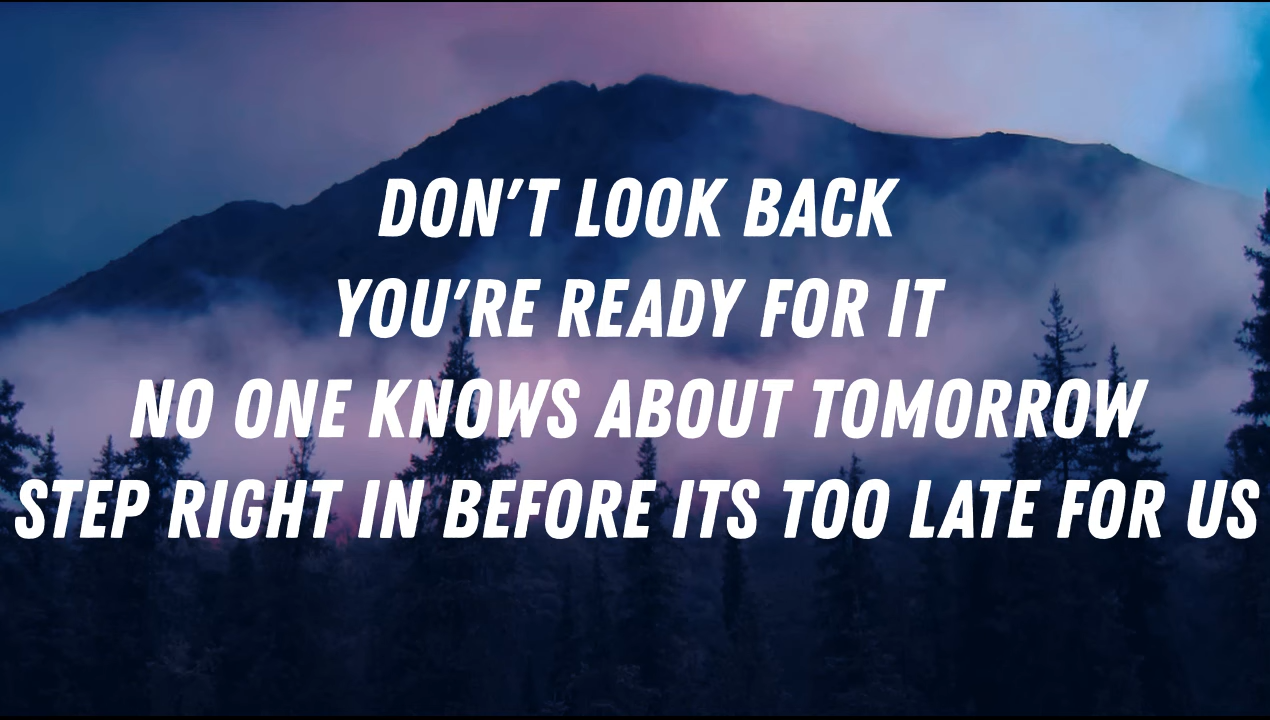 DON'T LOOK BACK
YOU'RE READY FOR IT
NO ONE KNOWS ABOUT TOMORROW
STEP RIGHT IN BEFORE ITS TOO LATE FOR US